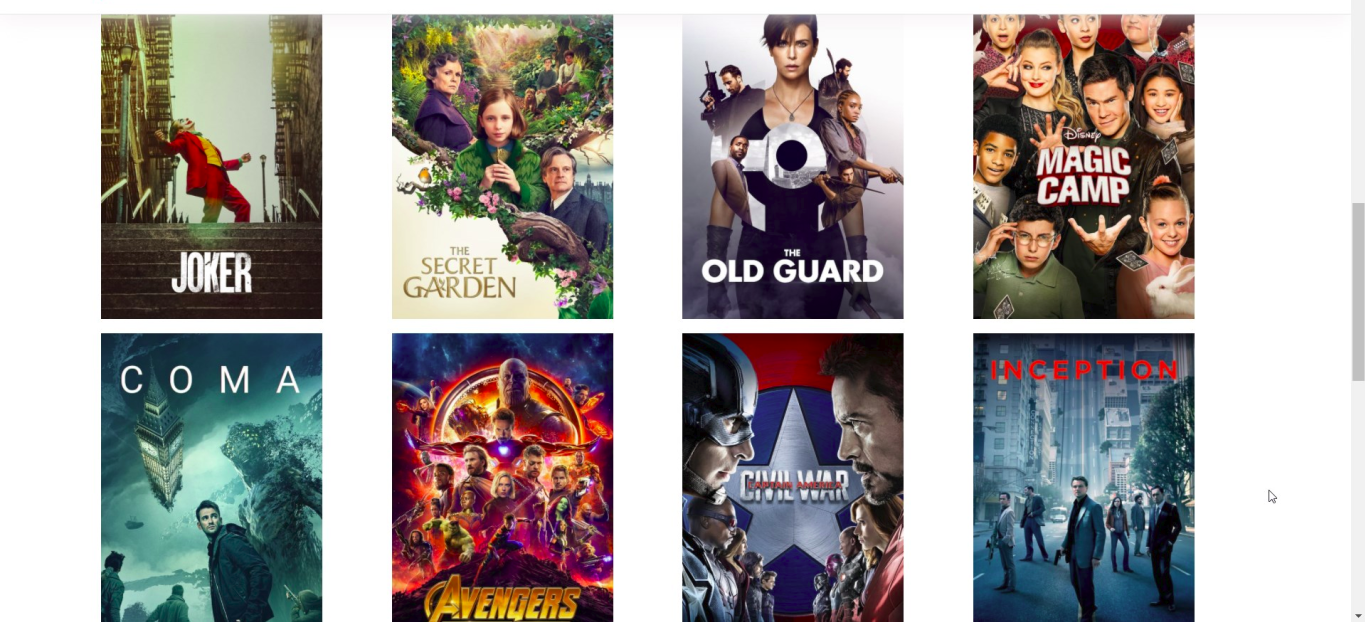 JOKER
THE
SECRET
GARDEN
THE
OLD GUARD
Disney
MAGIC
CAMP
COMA
AVENGERS
CAPTAIN AMERICA
CIVIL WAR
INCEPTION